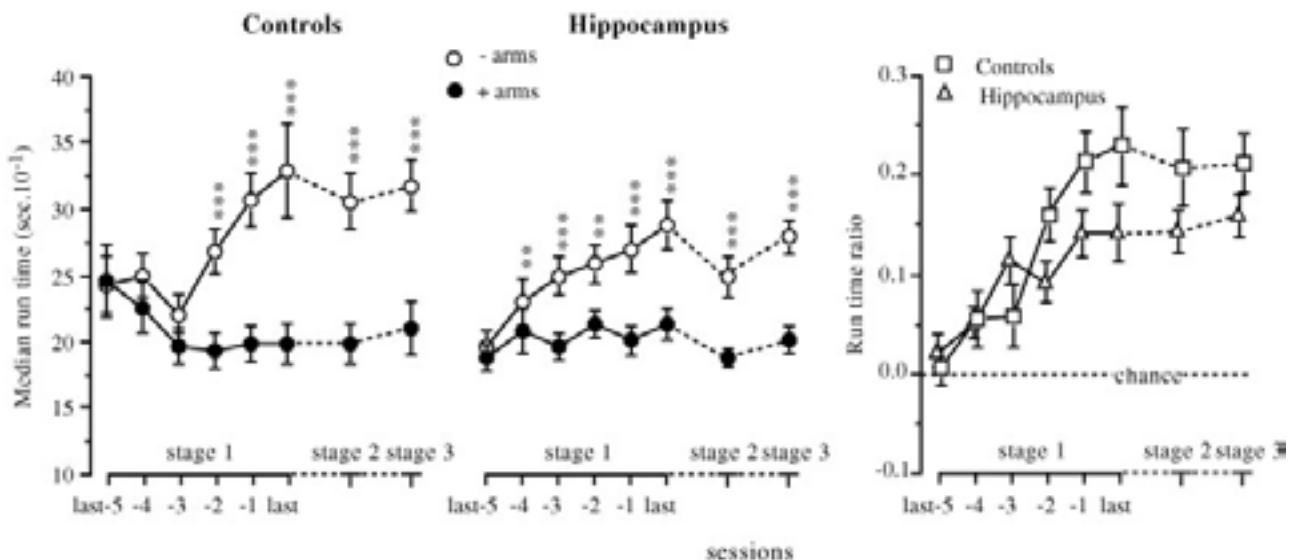 Controls
Hippocampus
- arms
+ arms
Median run time (sec.10⁻¹)
40
35
30
25
20
15
10
***
***
***
***
***
stage 1
stage 2
stage 3
last-5
-4
-3
-2
-1
last
**
***
**
***
***
***
***
stage 1
stage 2
stage 3
last-5
-4
-3
-2
-1
last
Controls
Hippocampus
Run time ratio
0.3
0.2
0.1
0.0
-0.1
chance
stage 1
stage 2
stage 3
last-5
-4
-3
-2
-1
last
sessions